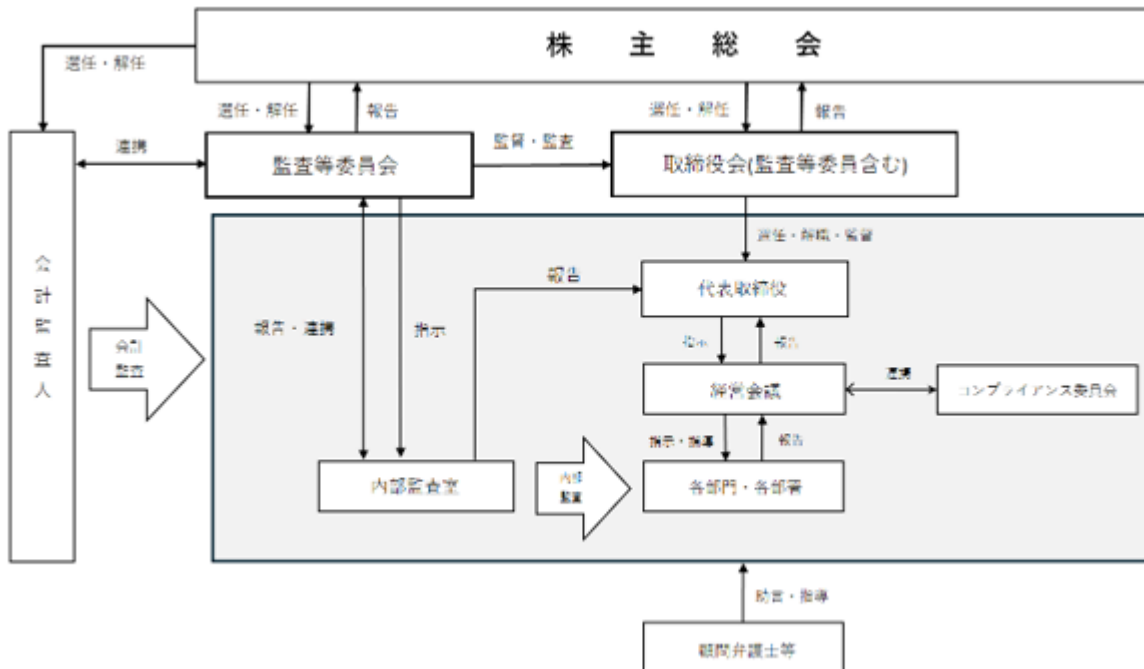 株主総会
選任・解任
選任・解任
報告
選任・解任
報告
連携
監査等委員会
監督・監査
取締役会(監査等委員含む)
選任・解職・監督
会計監査人
会計
監査
報告・連携
指示
報告
代表取締役
指示
報告
経営会議
連携
コンプライアンス委員会
指示・指導
報告
内部監査室
内部
監査
各部門・各部署
助言・指導
顧問弁護士等